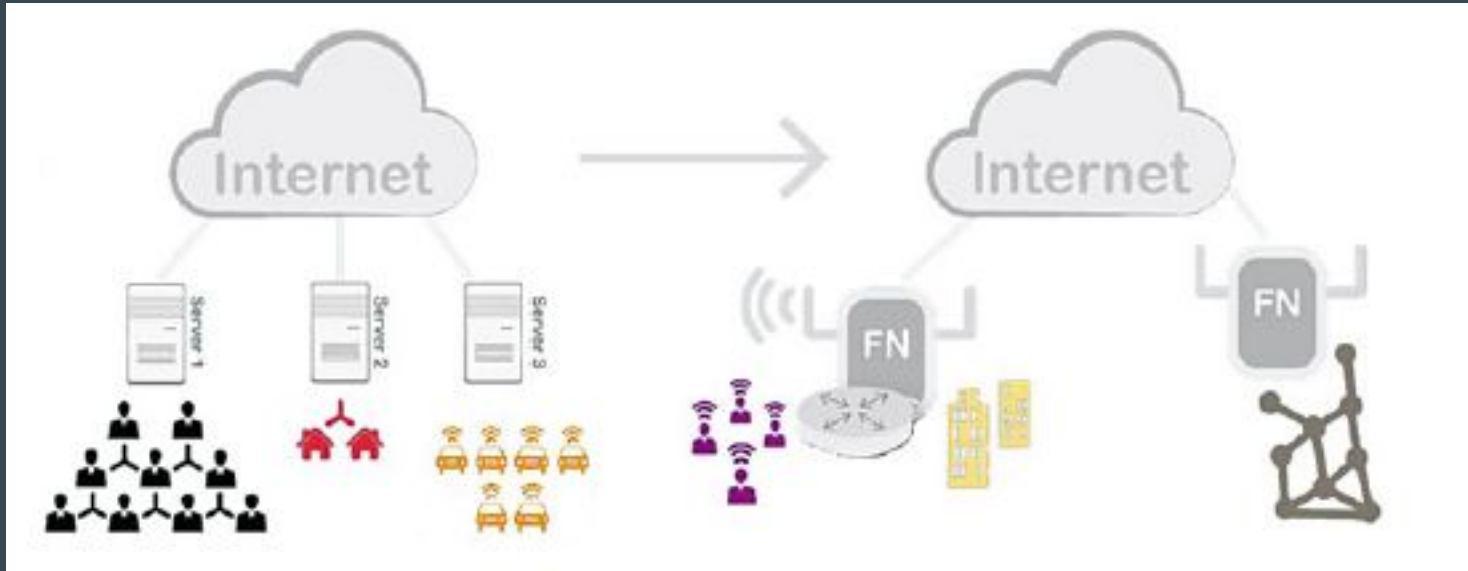 Internet
Internet
Server 1
Server 2
Server 3
FN
FN